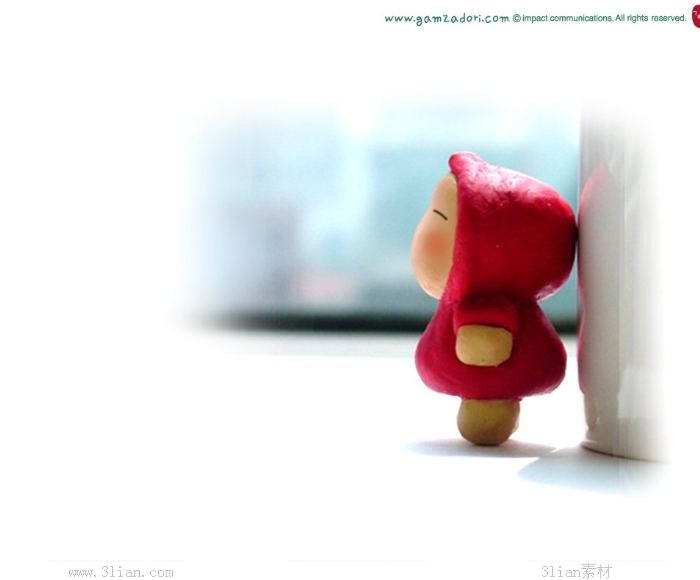 www.gamzadori.com © impact communications. All rights reserved.
www.3lian.com
3lian素材